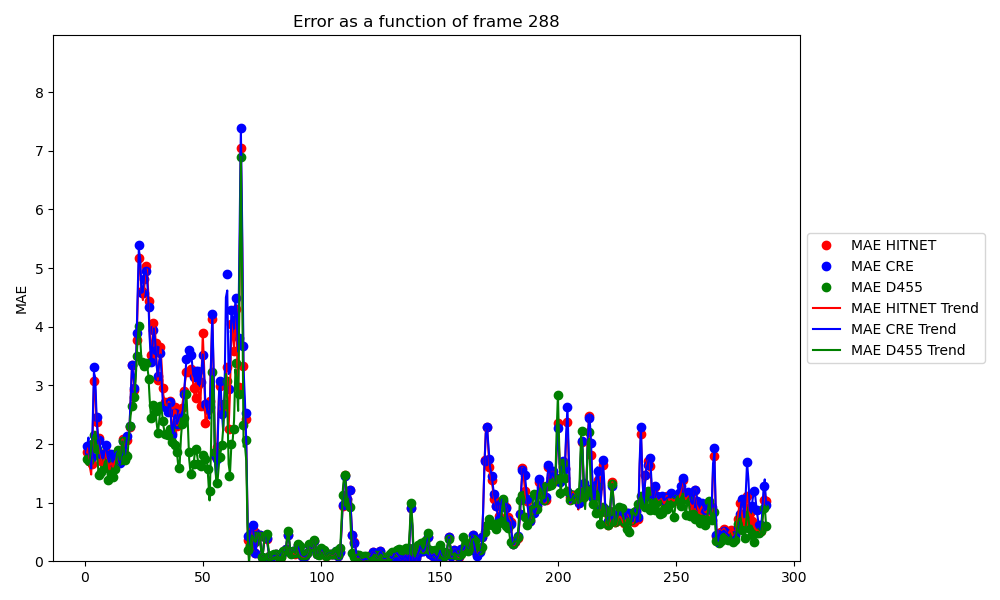 Error as a function of frame 288
MAE
8
7
6
5
4
3
2
1
0
0 50 100 150 200 250 300
MAE HITNET
MAE CRE
MAE D455
MAE HITNET Trend
MAE CRE Trend
MAE D455 Trend